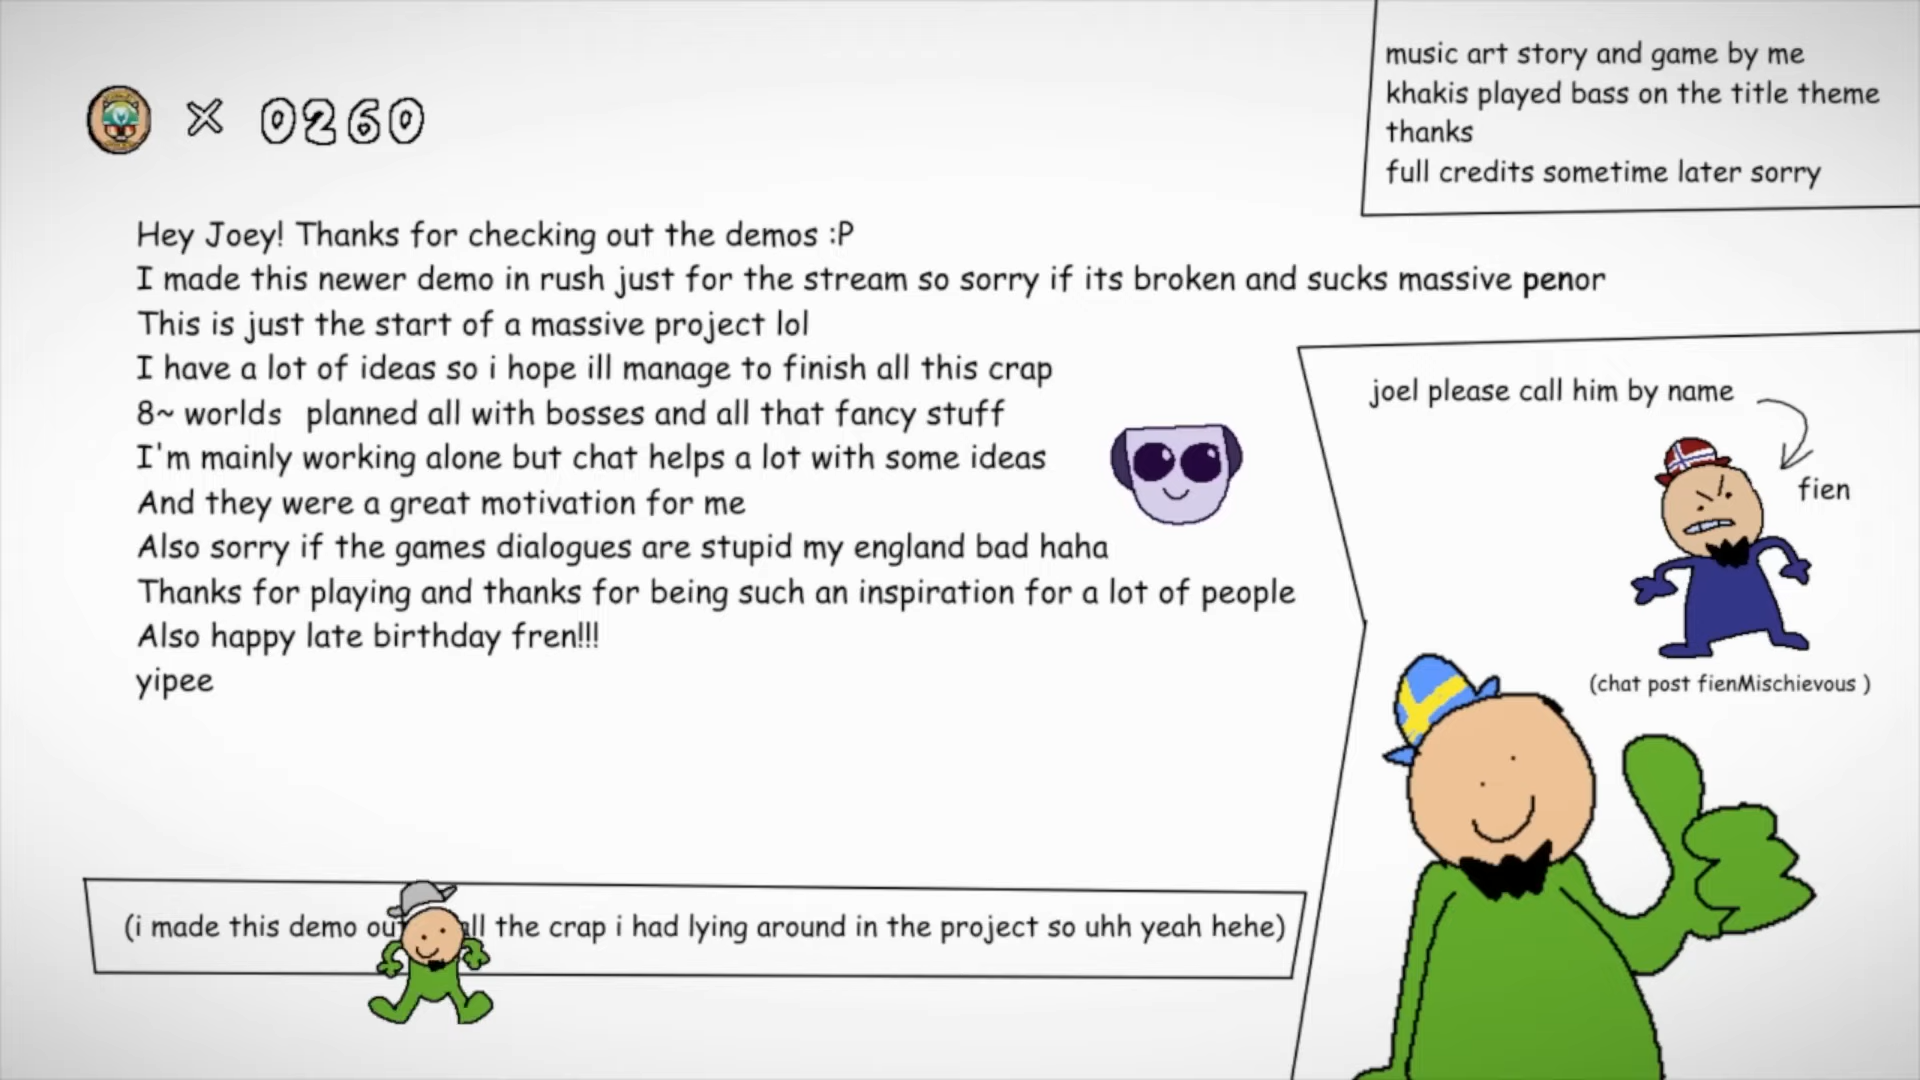 0260
music art story and game by me
khakis played bass on the title theme
thanks
full credits sometime later sorry
Hey Joey! Thanks for checking out the demos :P
I made this newer demo in rush just for the stream so sorry if its broken and sucks massive penor
This is just the start of a massive project lol
I have a lot of ideas so i hope ill manage to finish all this crap
8~ worlds planned all with bosses and all that fancy stuff
I'm mainly working alone but chat helps a lot with some ideas
And they were a great motivation for me
Also sorry if the games dialogues are stupid my england bad haha
Thanks for playing and thanks for being such an inspiration for a lot of people
Also happy late birthday fren!!!
yipee
joel please call him by name
fien
(chat post fienMischievous )
(i made this demo ou ll the crap i had lying around in the project so uhh yeah hehe)